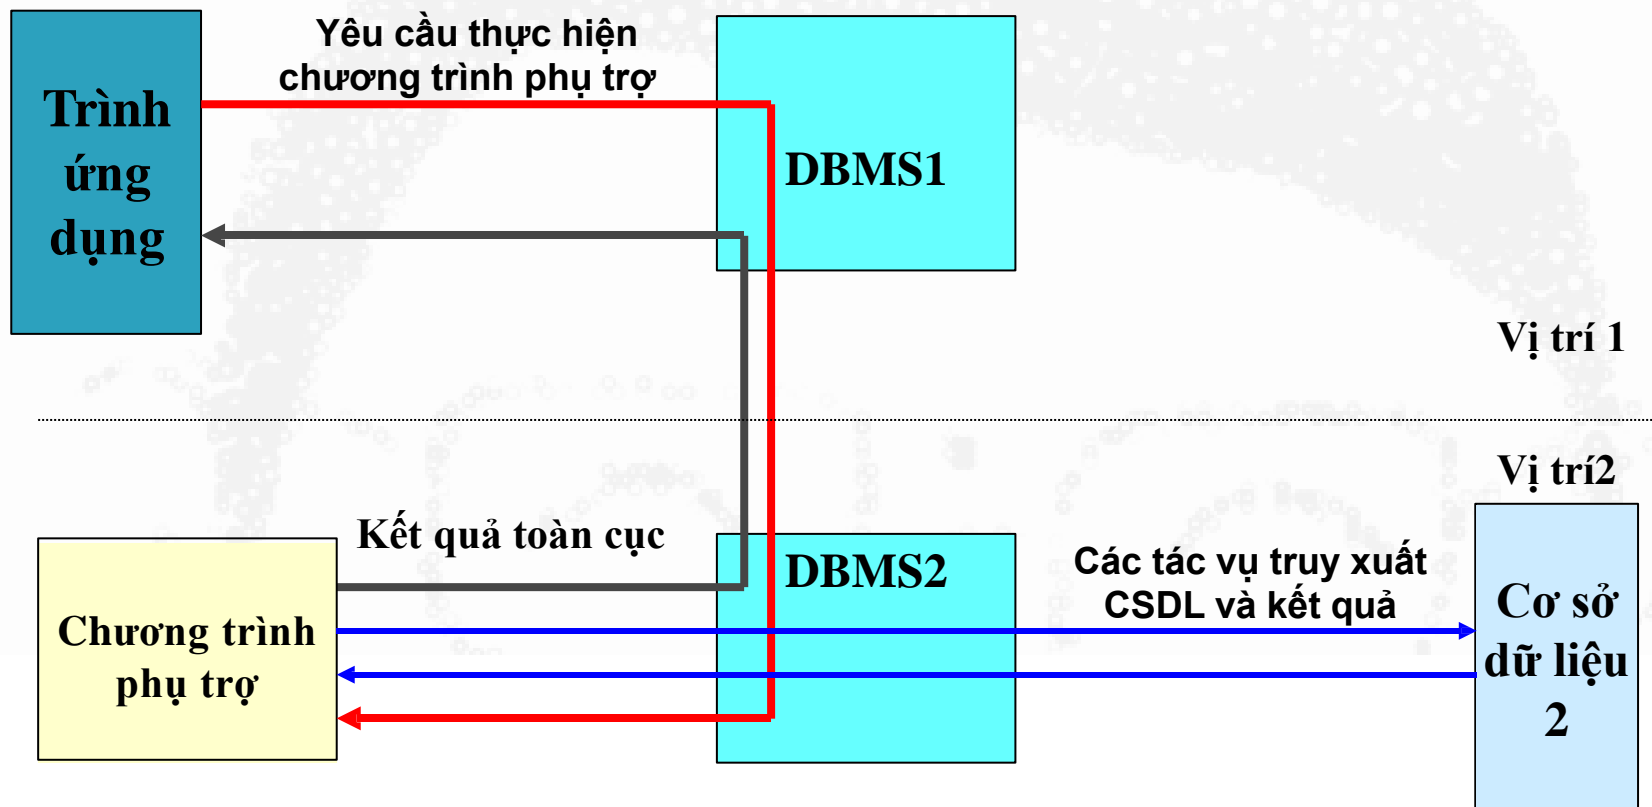 Yêu cầu thực hiện
chương trình phụ trợ
Trình
ứng
dụng
DBMS1
Vị trí 1
Vị trí2
Kết quả toàn cục
DBMS2
Các tác vụ truy xuất
CSDL và kết quả
Chương trình
phụ trợ
Cơ sở
dữ liệu
2